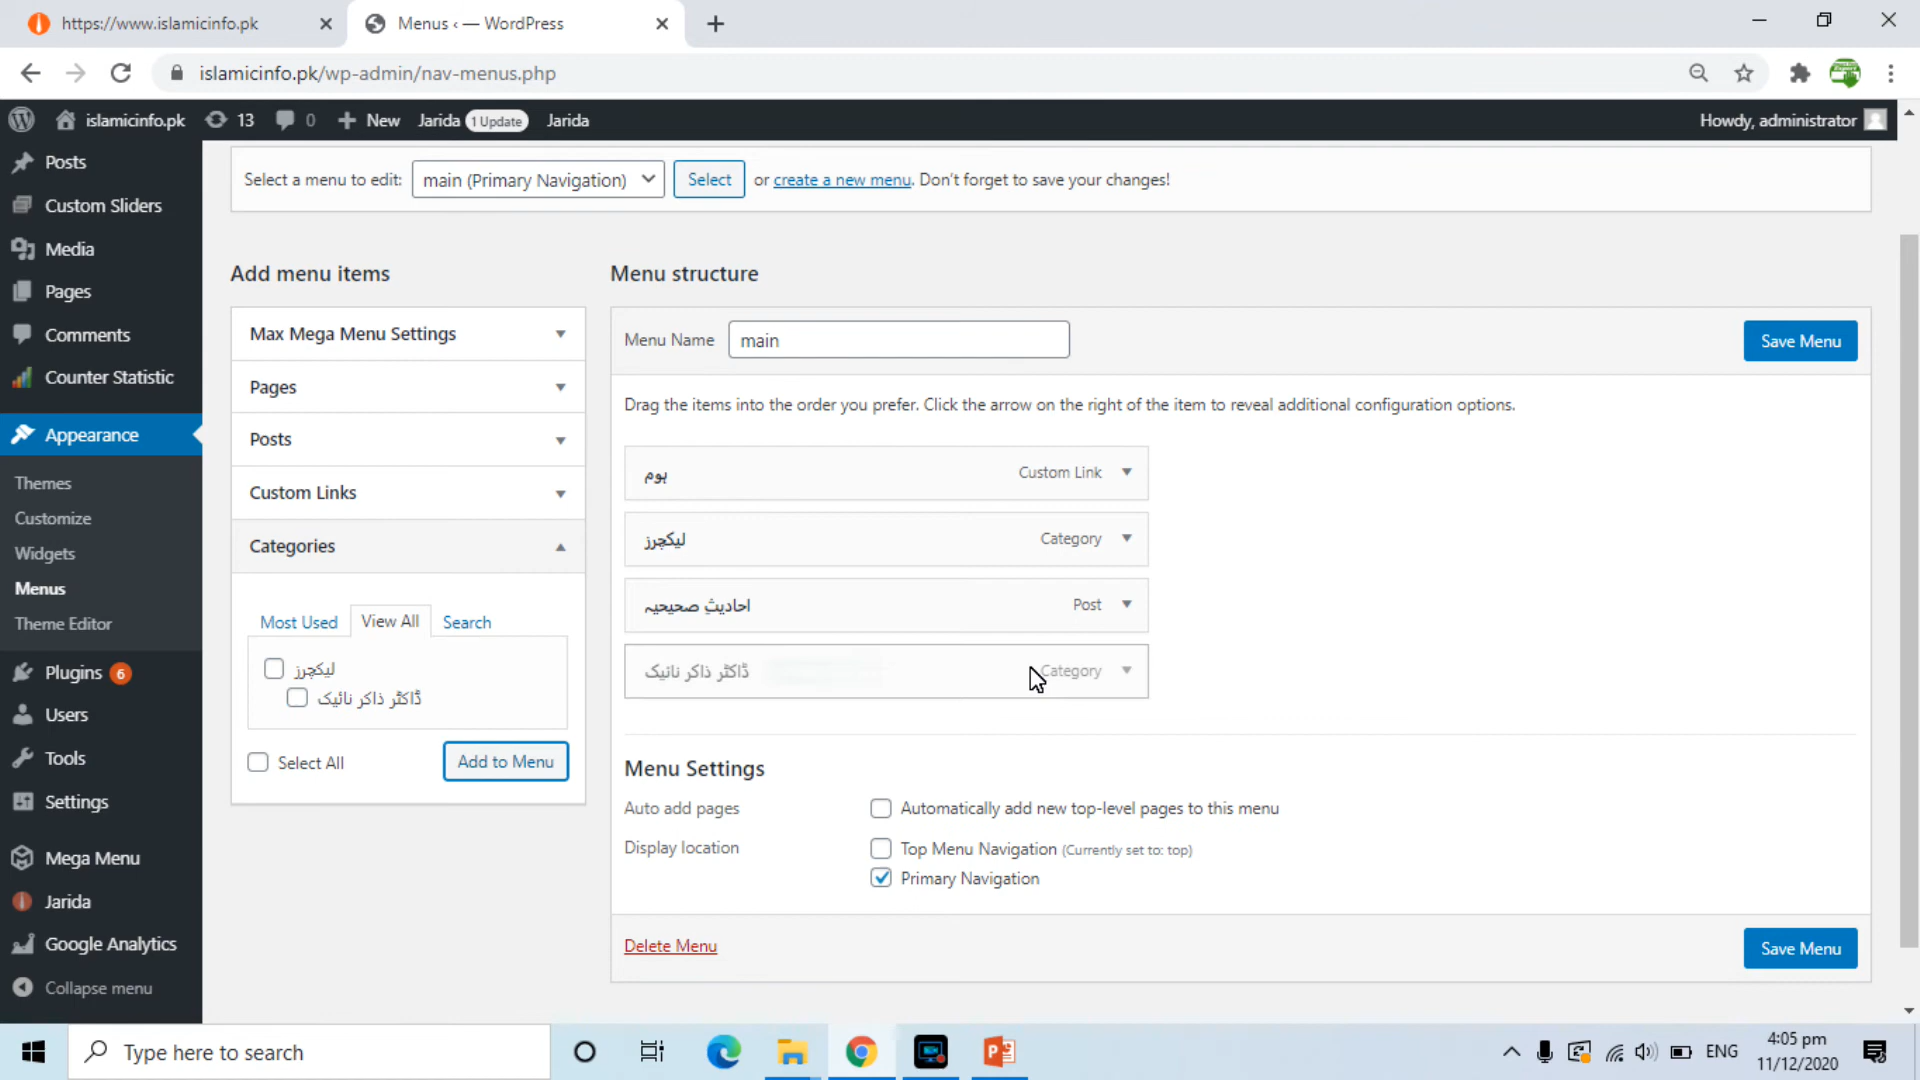 https://www.islamicinfo.pk
Menus ‹ — WordPress
islamicinfo.pk/wp-admin/nav-menus.php
islamicinfo.pk
13
0
New
Jarida 1 Update
Jarida
Howdy, administrator
Posts
Custom Sliders
Media
Pages
Comments
Counter Statistic
Appearance
Themes
Customize
Widgets
Menus
Theme Editor
Plugins 6
Users
Tools
Settings
Mega Menu
Jarida
Google Analytics
Collapse menu
Select a menu to edit: main (Primary Navigation) Select or create a new menu. Don't forget to save your changes!
Add menu items
Max Mega Menu Settings
Pages
Posts
Custom Links
Categories
Most Used View All Search
لیکچرز
ڈاکٹر ذاکر نائیک
Select All
Add to Menu
Menu structure
Menu Name main
Save Menu
Drag the items into the order you prefer. Click the arrow on the right of the item to reveal additional configuration options.
ہوم Custom Link
لیکچرز Category
احادیثِ صحیحیہ Post
ڈاکٹر ذاکر نائیک Category
Menu Settings
Auto add pages Automatically add new top-level pages to this menu
Display location Top Menu Navigation (Currently set to: top)
Primary Navigation
Delete Menu
Save Menu
Type here to search
ENG
4:05 pm
11/12/2020